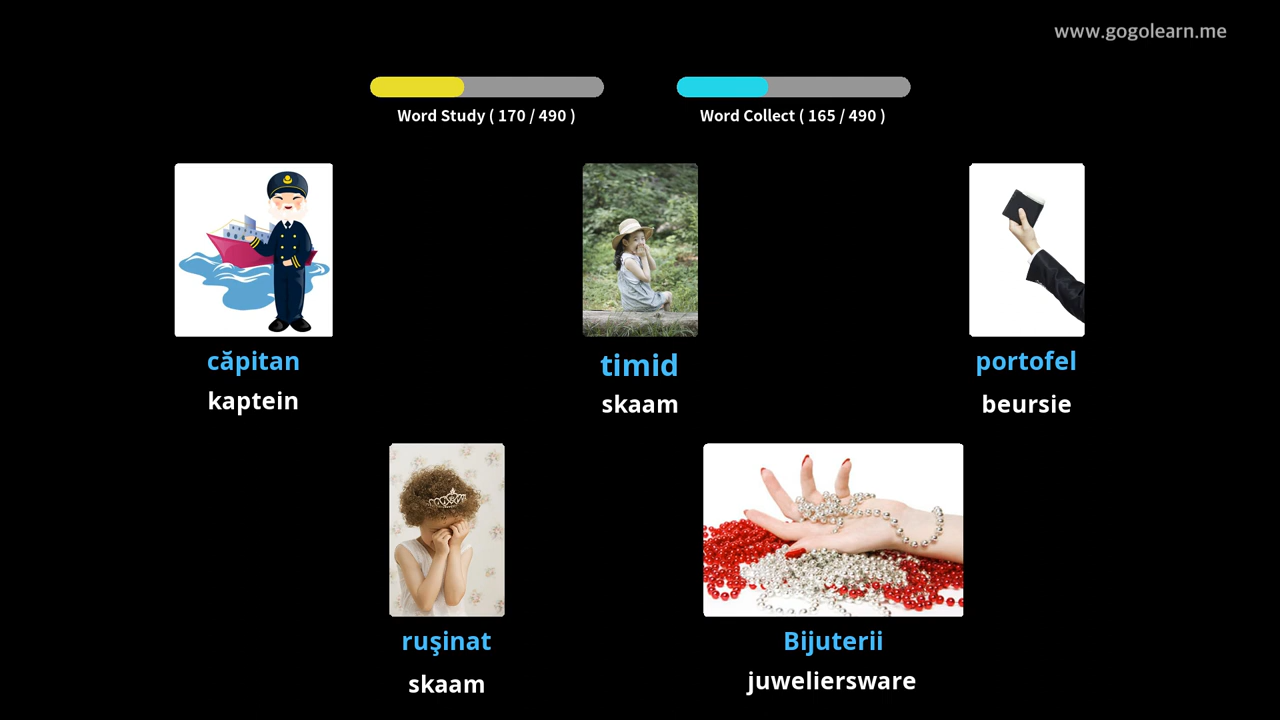 www.gogolearn.me
Word Study ( 170 / 490 )
Word Collect ( 165 / 490 )
căpitan
kaptein
timid
skaam
portofel
beursie
ruşinat
skaam
Bijuterii
juweliersware